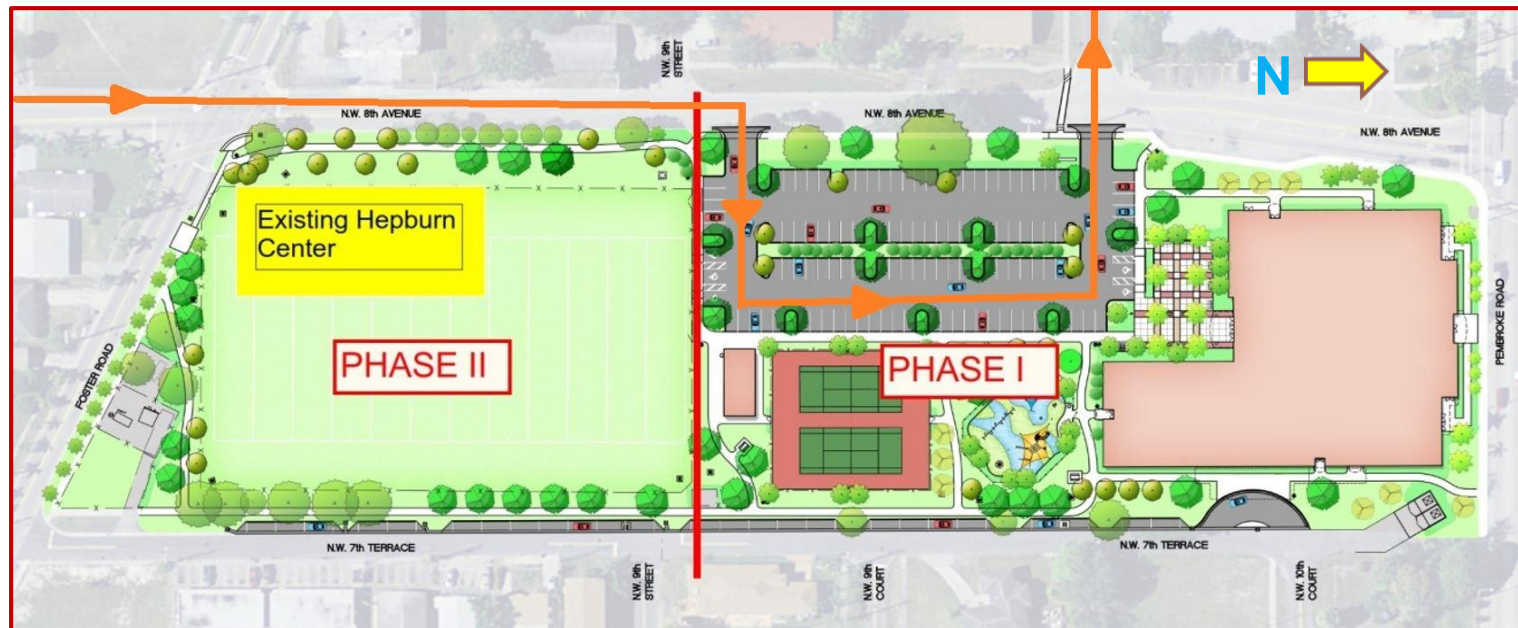 N.W. 9th
STREET
N
N.W. 8th AVENUE
N.W. 8th AVENUE
N.W. 8th AVENUE
Existing Hepburn
Center
FOSTER ROAD
PHASE II
PHASE I
PEMBROKE ROAD
N.W. 7th TERRACE
N.W. 7th TERRACE
N.W. 9th
STREET
N.W. 9th
COURT
N.W. 10th
COURT